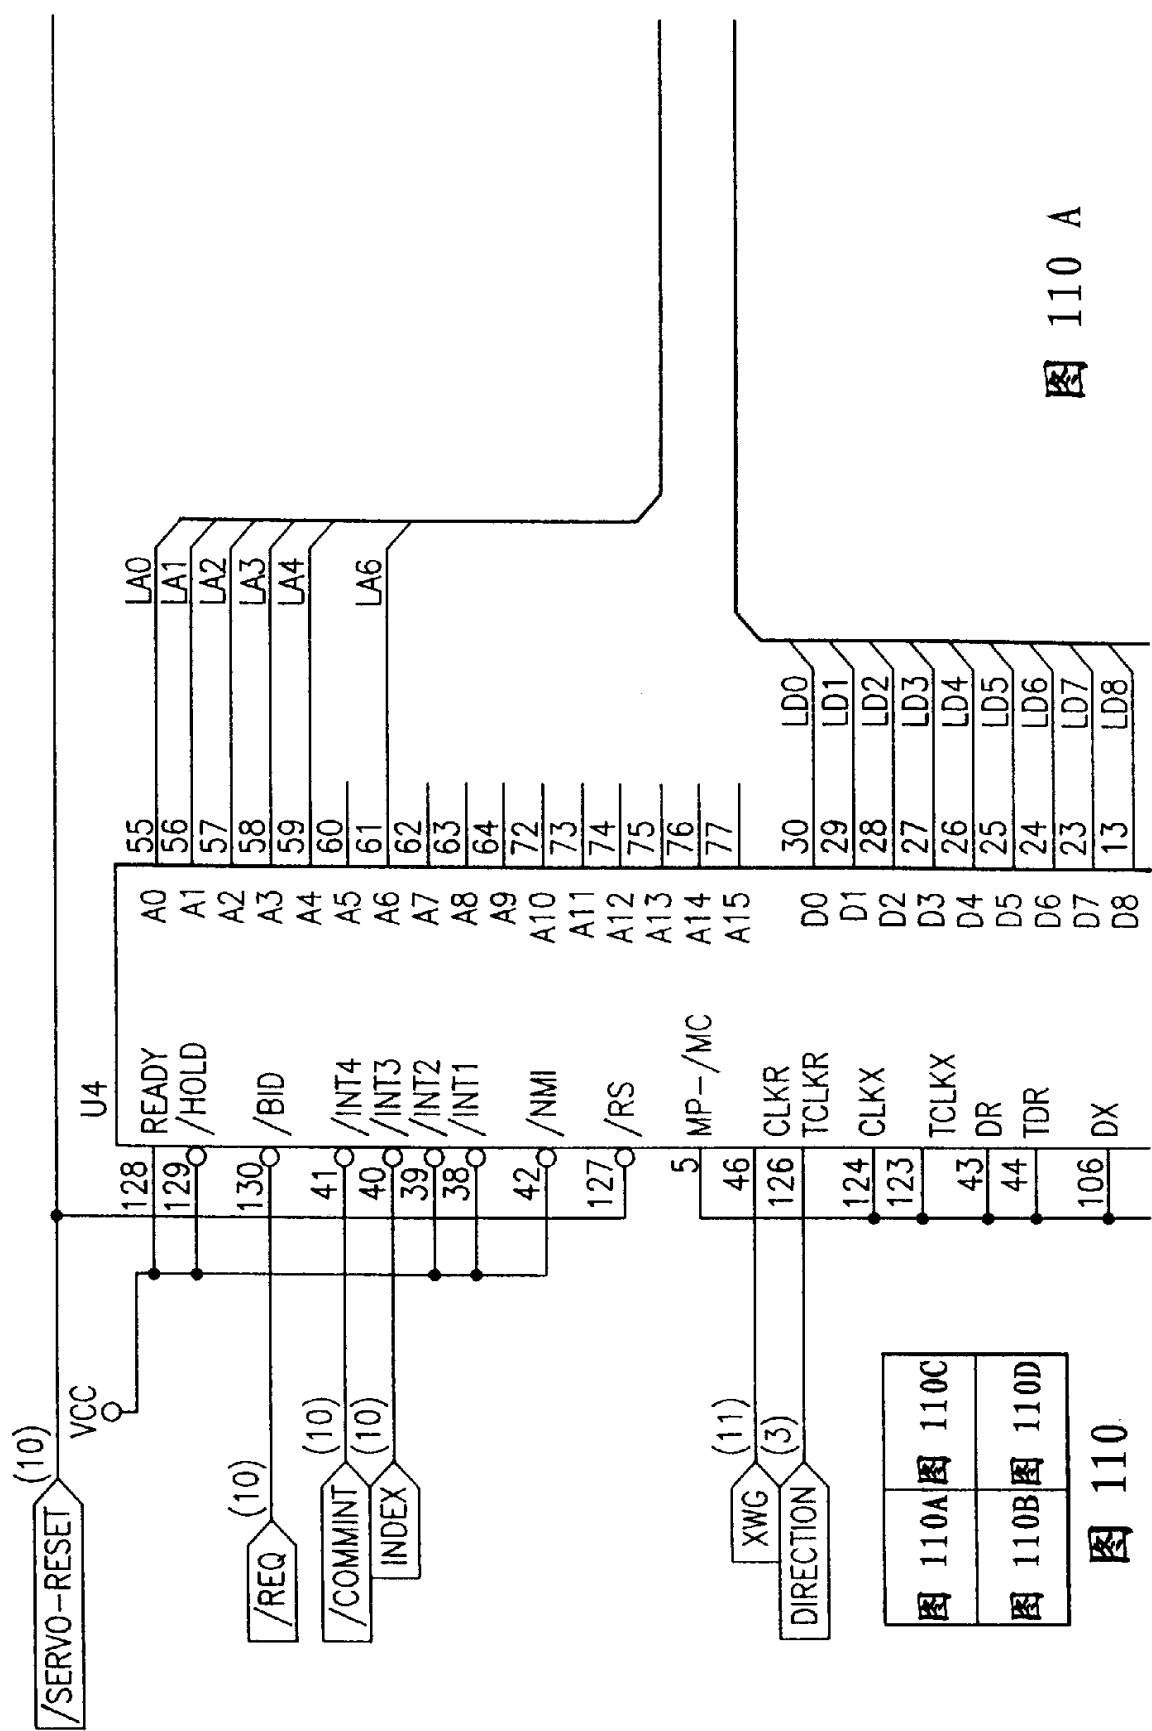 /SERVO-RESET (10)
VCC
/REQ (10)
/COMMINT (10)
INDEX (10)
XWG (11)
DIRECTION (3)
U4
128 READY
129 /HOLD
130 /BID
41 /INT4
40 /INT3
39 /INT2
38 /INT1
42 /NMI
127 /RS
5 MP-/MC
46 CLKR
126 TCLKR
124 CLKX
123 TCLKX
43 DR
44 TDR
106 DX
A0 55 LA0
A1 56 LA1
A2 57 LA2
A3 58 LA3
A4 59 LA4
A5 60
A6 61 LA6
A7 62
A8 63
A9 64
A10 72
A11 73
A12 74
A13 75
A14 76
A15 77
D0 30 LD0
D1 29 LD1
D2 28 LD2
D3 27 LD3
D4 26 LD4
D5 25 LD5
D6 24 LD6
D7 23 LD7
D8 13 LD8
图 110A 图 110C
图 110B 图 110D
图 110
图 110 A